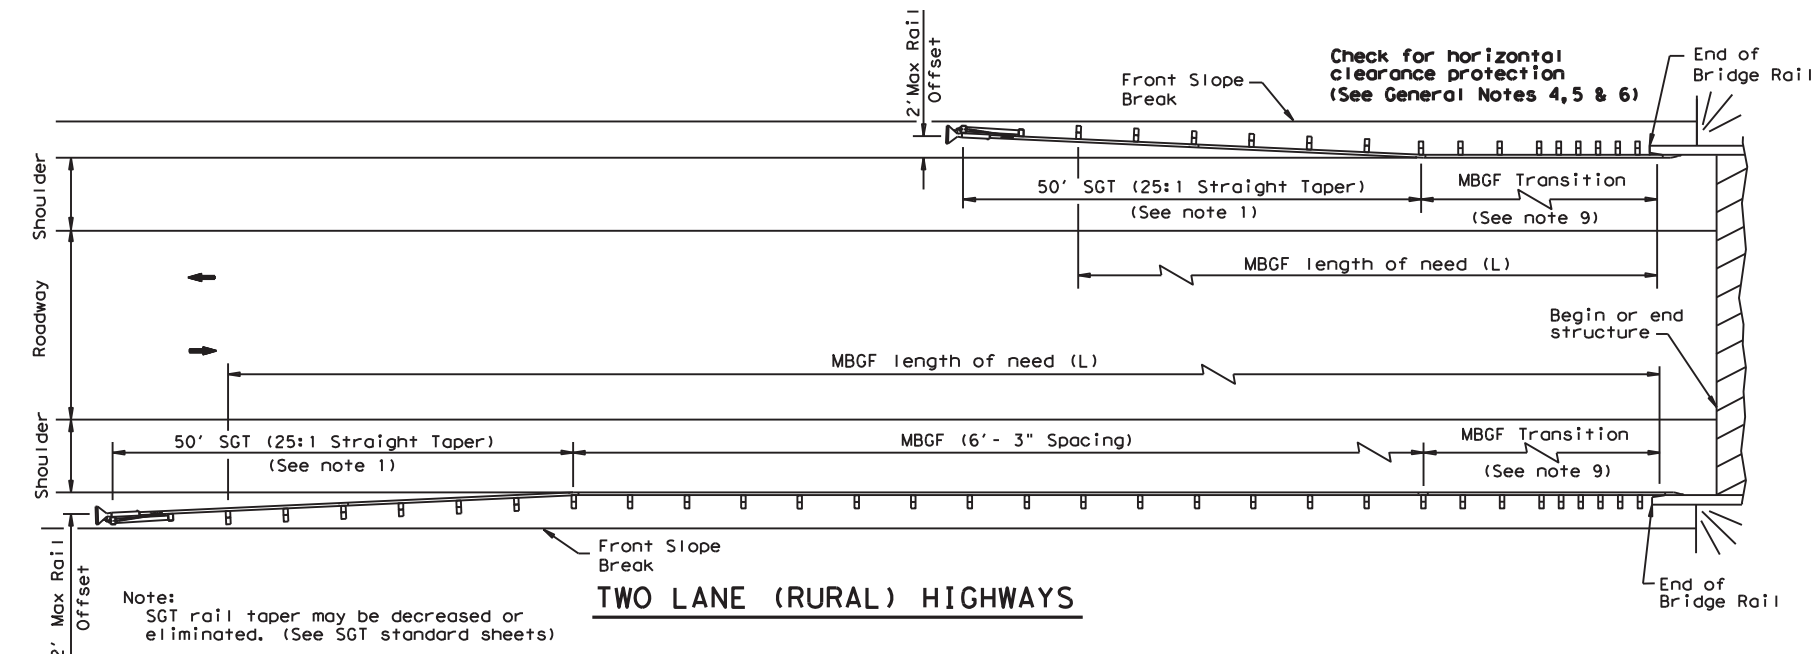 2' Max Rail
Offset
Front Slope
Break
Check for horizontal
clearance protection
(See General Notes 4,5 & 6)
End of
Bridge Rail
Shoulder
50' SGT (25:1 Straight Taper)
(See note 1)
MBGF Transition
(See note 9)
MBGF length of need (L)
Roadway
Begin or end
structure
MBGF length of need (L)
Shoulder
50' SGT (25:1 Straight Taper)
(See note 1)
MBGF (6'- 3" Spacing)
MBGF Transition
(See note 9)
2' Max Rail
Offset
Front Slope
Break
End of
Bridge Rail
Note:
SGT rail taper may be decreased or
eliminated. (See SGT standard sheets)
TWO LANE (RURAL) HIGHWAYS